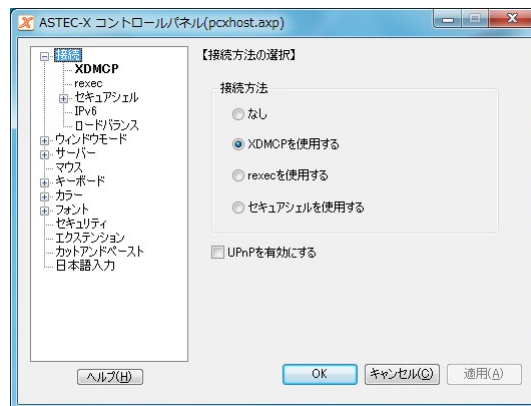 ASTEC-X コントロールパネル(pcxhost.axp)
接続
XDMCP
rexec
セキュアシェル
IPv6
ロードバランス
ウィンドウモード
サーバー
マウス
キーボード
カラー
フォント
セキュリティ
エクステンション
カットアンドペースト
日本語入力
【接続方法の選択】
接続方法
なし
XDMCPを使用する
rexecを使用する
セキュアシェルを使用する
UPnPを有効にする
ヘルプ(H)
OK
キャンセル(C)
適用(A)